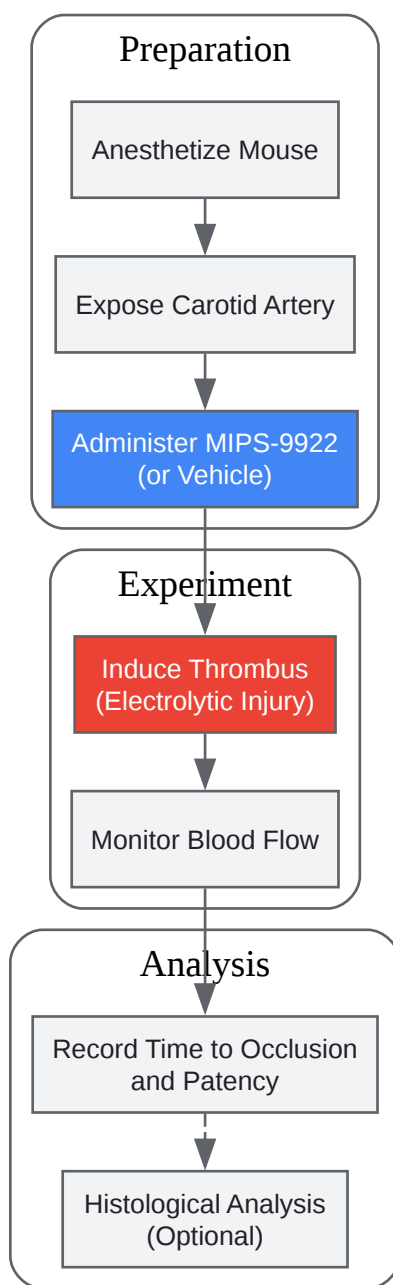 Preparation
Anesthetize Mouse
Expose Carotid Artery
Administer MIPS-9922
(or Vehicle)
Experiment
Induce Thrombus
(Electrolytic Injury)
Monitor Blood Flow
Analysis
Record Time to Occlusion
and Patency
Histological Analysis
(Optional)